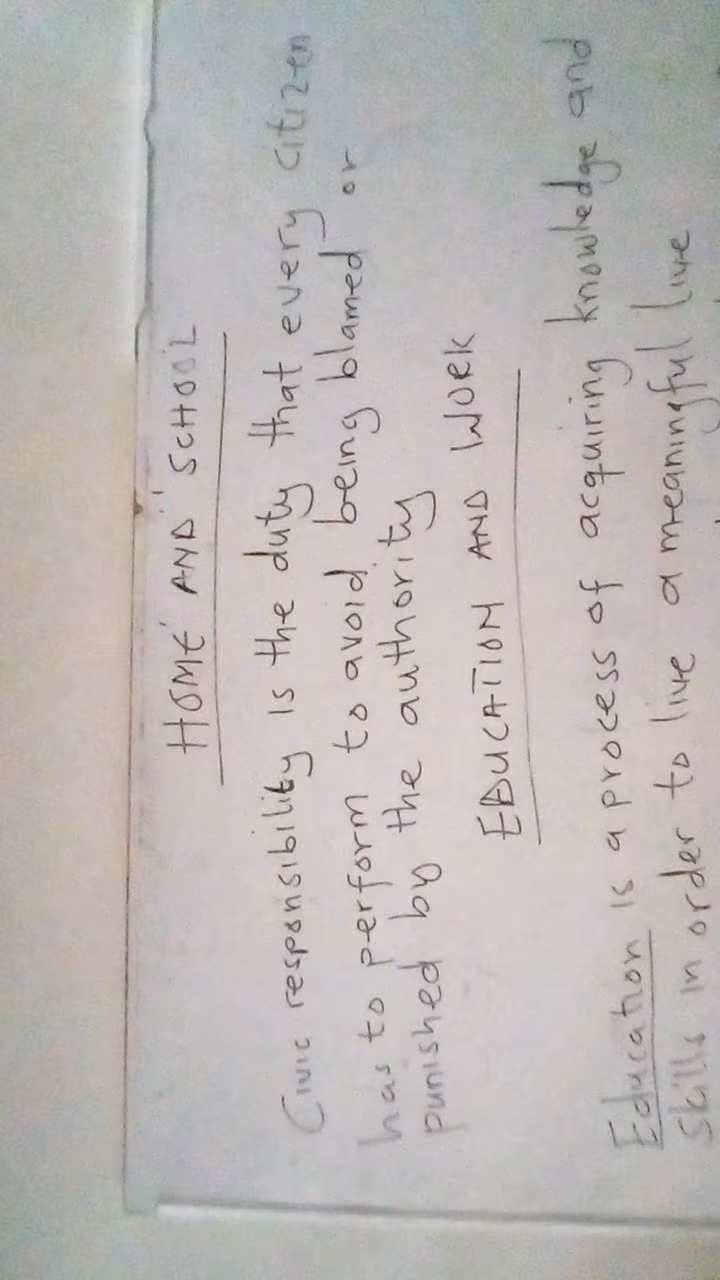 HOME AND SCHOOL
Civic responsibility is the duty that every citizen
has to perform to avoid being blamed or
punished by the authority
EDUCATION AND WORK
Education is a process of acquiring knowledge and
skills in order to live a meaningful live